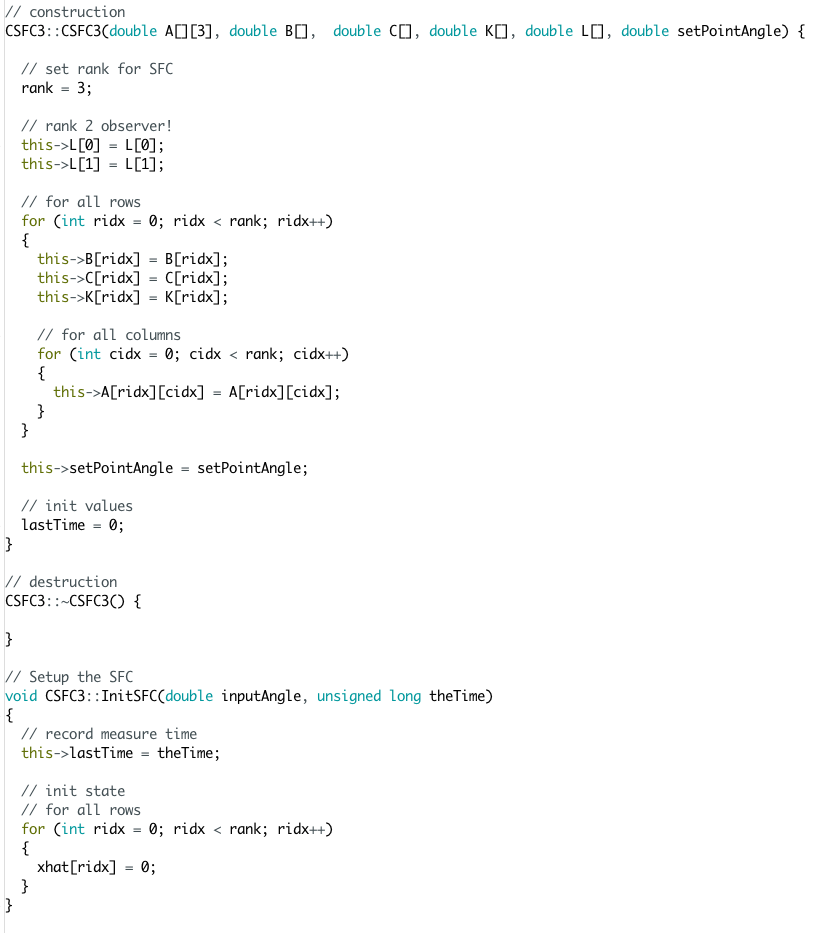 // construction
CSFC3::CSFC3(double A[][3], double B[],  double C[], double K[], double L[], double setPointAngle) {

  // set rank for SFC
  rank = 3;

  // rank 2 observer!
  this->L[0] = L[0];
  this->L[1] = L[1];

  // for all rows
  for (int ridx = 0; ridx < rank; ridx++)
  {
    this->B[ridx] = B[ridx];
    this->C[ridx] = C[ridx];
    this->K[ridx] = K[ridx];

    // for all columns
    for (int cidx = 0; cidx < rank; cidx++)
    {
      this->A[ridx][cidx] = A[ridx][cidx];
    }
  }

  this->setPointAngle = setPointAngle;

  // init values
  lastTime = 0;
}

// destruction
CSFC3::~CSFC3() {

}

// Setup the SFC
void CSFC3::InitSFC(double inputAngle, unsigned long theTime)
{
  // record measure time
  this->lastTime = theTime;

  // init state
  // for all rows
  for (int ridx = 0; ridx < rank; ridx++)
  {
    xhat[ridx] = 0;
  }
}